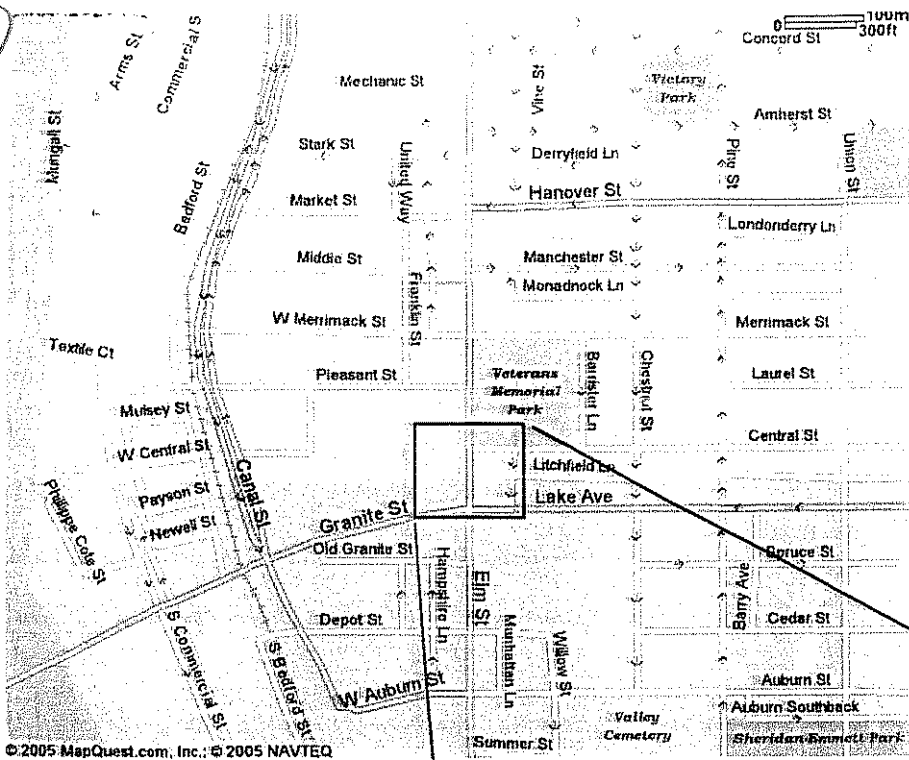 0 100m
300ft
Concord St
Arms St
Commercial S
Mechanic St
Vine St
Victory
Park
Amherst St
Stark St
United Way
Derryfield Ln
Pine St
Union St
Bedford St
Market St
Hanover St
Londonderry Ln
Middle St
Manchester St
Franklin St
Monadnock Ln
W Merrimack St
Merrimack St
Textile Ct
Pleasant St
Veterans
Memorial
Park
Chestnut St
Laurel St
W Central St
Central St
Canal St
Litchfield Ln
Payson St
Lake Ave
Granite St
Newell St
Philippe Cote St
Old Granite St
Hampshire Ln
Elm St
Spruce St
Barry Ave
Depot St
Cedar St
S Commercial St
S Bedford St
Manhattan Ln
Willow St
W Auburn St
Auburn St
Auburn Southback
Valley
Cemetery
Summer St
Sheridan-Emmett Park
© 2005 MapQuest.com, Inc.; © 2005 NAVTEQ